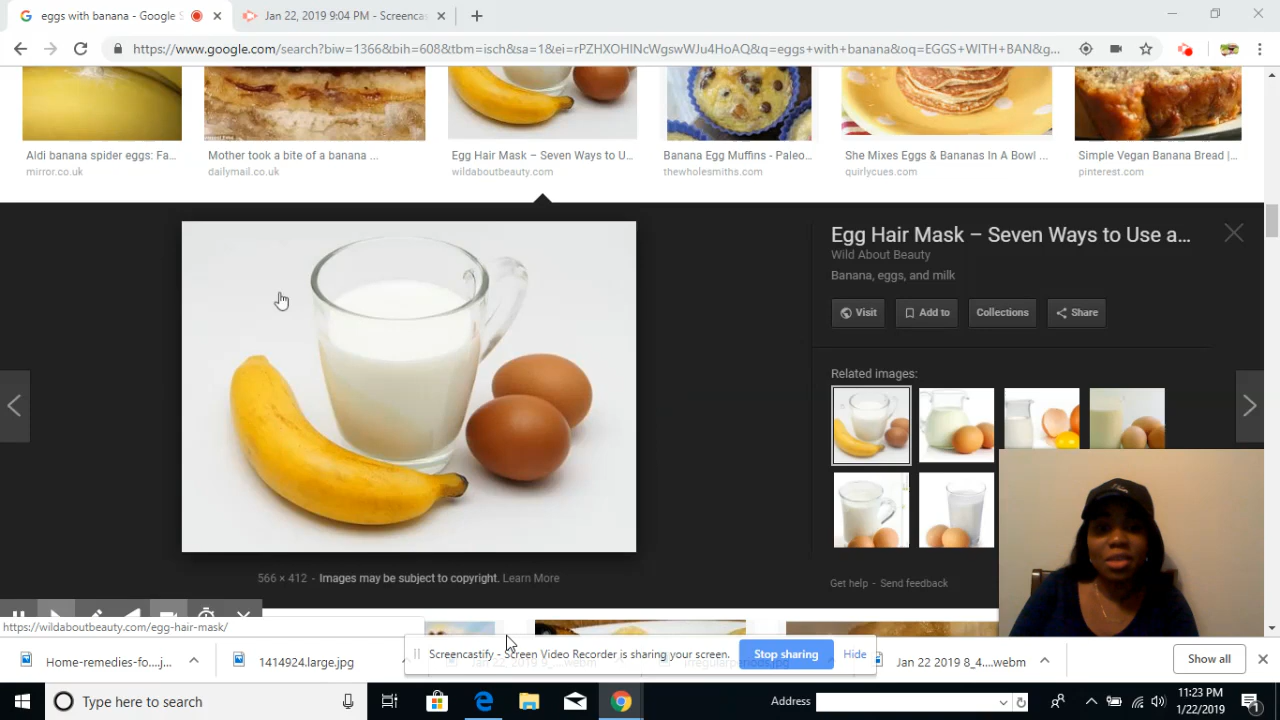 eggs with banana - Google S
Jan 22, 2019 9:04 PM - Screencas
https://www.google.com/search?biw=1366&bih=608&tbm=isch&sa=1&ei=rPZHXOHINcWgswWJu4HoAQ&q=eggs+with+banana&oq=EGGS+WITH+BAN&g...
Aldi banana spider eggs: Fa...
mirror.co.uk
Mother took a bite of a banana ...
dailymail.co.uk
Egg Hair Mask – Seven Ways to U...
wildaboutbeauty.com
Banana Egg Muffins - Paleo...
thewholesmiths.com
She Mixes Eggs & Bananas In A Bowl ...
quirlycues.com
Simple Vegan Banana Bread |...
pinterest.com
Egg Hair Mask – Seven Ways to Use a...
Wild About Beauty
Banana, eggs, and milk
Visit
Add to
Collections
Share
Related images:
566 × 412 - Images may be subject to copyright. Learn More
Get help - Send feedback
https://wildaboutbeauty.com/egg-hair-mask/
Screencastify - Screen Video Recorder is sharing your screen.
Stop sharing
Hide
Home-remedies-fo....j...
1414924.large.jpg
Jan 22 2019 8_4....webm
Show all
Type here to search
Address
11:23 PM
1/22/2019
1